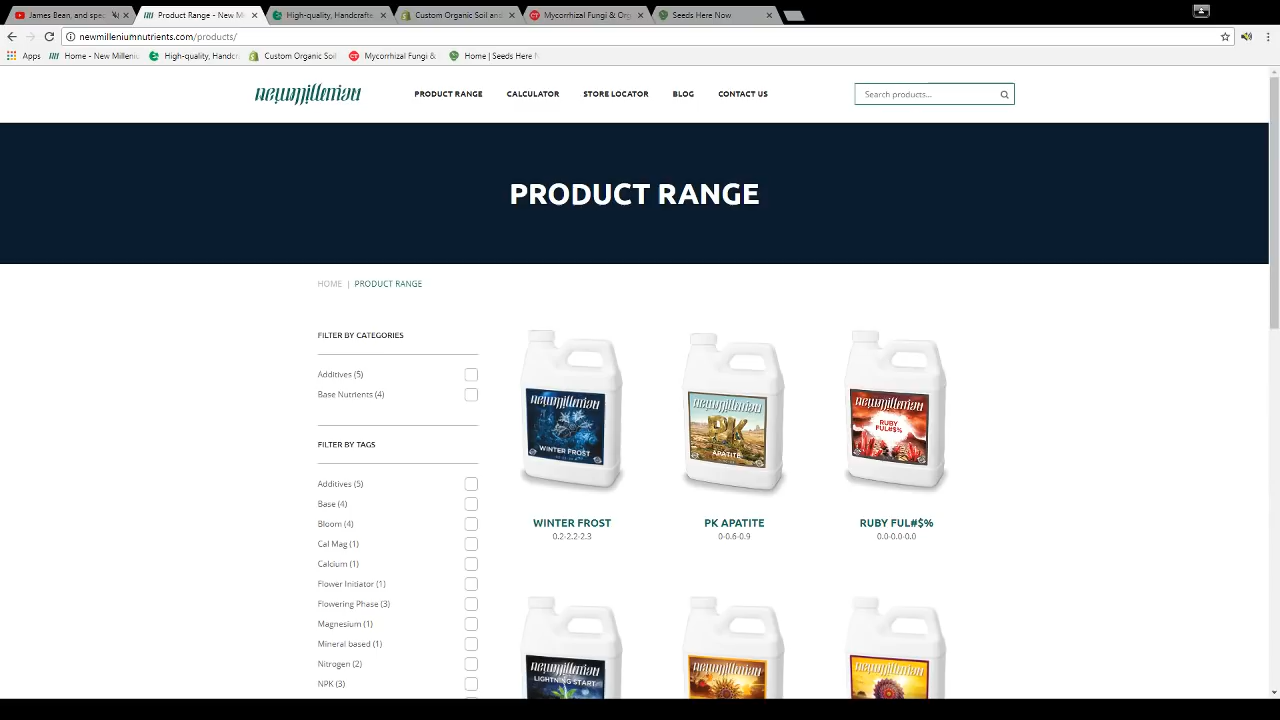 James Bean, and spec
Product Range - New M
High-quality, Handcrafte
Custom Organic Soil and
Mycorrhizal Fungi & Org
Seeds Here Now
newmilleniumnutrients.com/products/
Apps
Home - New Milleni
High-quality, Handcr
Custom Organic Soil
Mycorrhizal Fungi &
Home | Seeds Here N
newmillenium
PRODUCT RANGE
CALCULATOR
STORE LOCATOR
BLOG
CONTACT US
Search products...
PRODUCT RANGE
HOME | PRODUCT RANGE
FILTER BY CATEGORIES
Additives (5)
Base Nutrients (4)
FILTER BY TAGS
Additives (5)
Base (4)
Bloom (4)
Cal Mag (1)
Calcium (1)
Flower Initiator (1)
Flowering Phase (3)
Magnesium (1)
Mineral based (1)
Nitrogen (2)
NPK (3)
newmillenium
WINTER FROST
WINTER FROST
0.2-2.2-2.3
newmillenium
PK
APATITE
PK APATITE
0-0.6-0.9
newmillenium
RUBY
FUL#$%
RUBY FUL#$%
0.0-0.0-0.0
newmillenium
LIGHTNING START
newmillenium
newmillenium